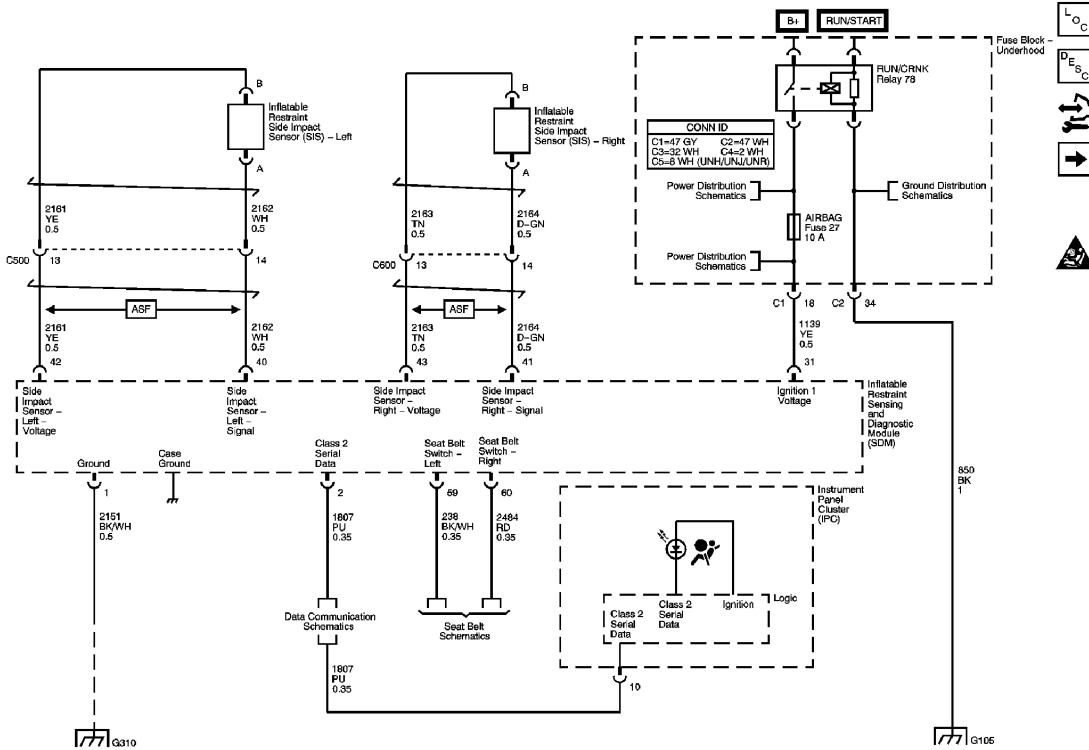 B+
RUN/START
L
O
C
Fuse Block –
Underhood
D
E
S
C
RUN/CRNK
Relay 78
B
Inflatable
Restraint
Side Impact
Sensor (SIS) – Left
A
B
Inflatable
Restraint
Side Impact
Sensor (SIS) – Right
A
CONN ID
C1=47 GY C2=47 WH
C3=32 WH C4=2 WH
C5=8 WH (UNH/UNJ/UNR)
Power Distribution
Schematics
Ground Distribution
Schematics
AIRBAG
Fuse 27
10 A
Power Distribution
Schematics
2161
YE
0.5
2162
WH
0.5
2163
TN
0.5
2164
D–GN
0.5
C500 13
14
C600 13
14
ASF
ASF
C1 18
C2 34
2161
YE
0.5
2162
WH
0.5
2163
TN
0.5
2164
D–GN
0.5
1139
YE
0.5
42
40
43
41
31
Side
Impact
Sensor –
Left –
Voltage
Side
Impact
Sensor –
Left –
Signal
Side Impact
Sensor –
Right – Voltage
Side Impact
Sensor –
Right – Signal
Ignition 1
Voltage
Inflatable
Restraint
Sensing
and
Diagnostic
Module
(SDM)
Ground
Case
Ground
Class 2
Serial
Data
Seat Belt
Switch –
Left
Seat Belt
Switch –
Right
1
2
59
60
2151
BK/WH
0.5
1807
PU
0.35
238
BK/WH
0.35
2484
RD
0.35
Instrument
Panel
Cluster
(IPC)
850
BK
1
Data Communication
Schematics
Seat Belt
Schematics
Class 2
Serial
Data
Class 2
Serial
Data
Ignition
Logic
1807
PU
0.35
10
G310
G105